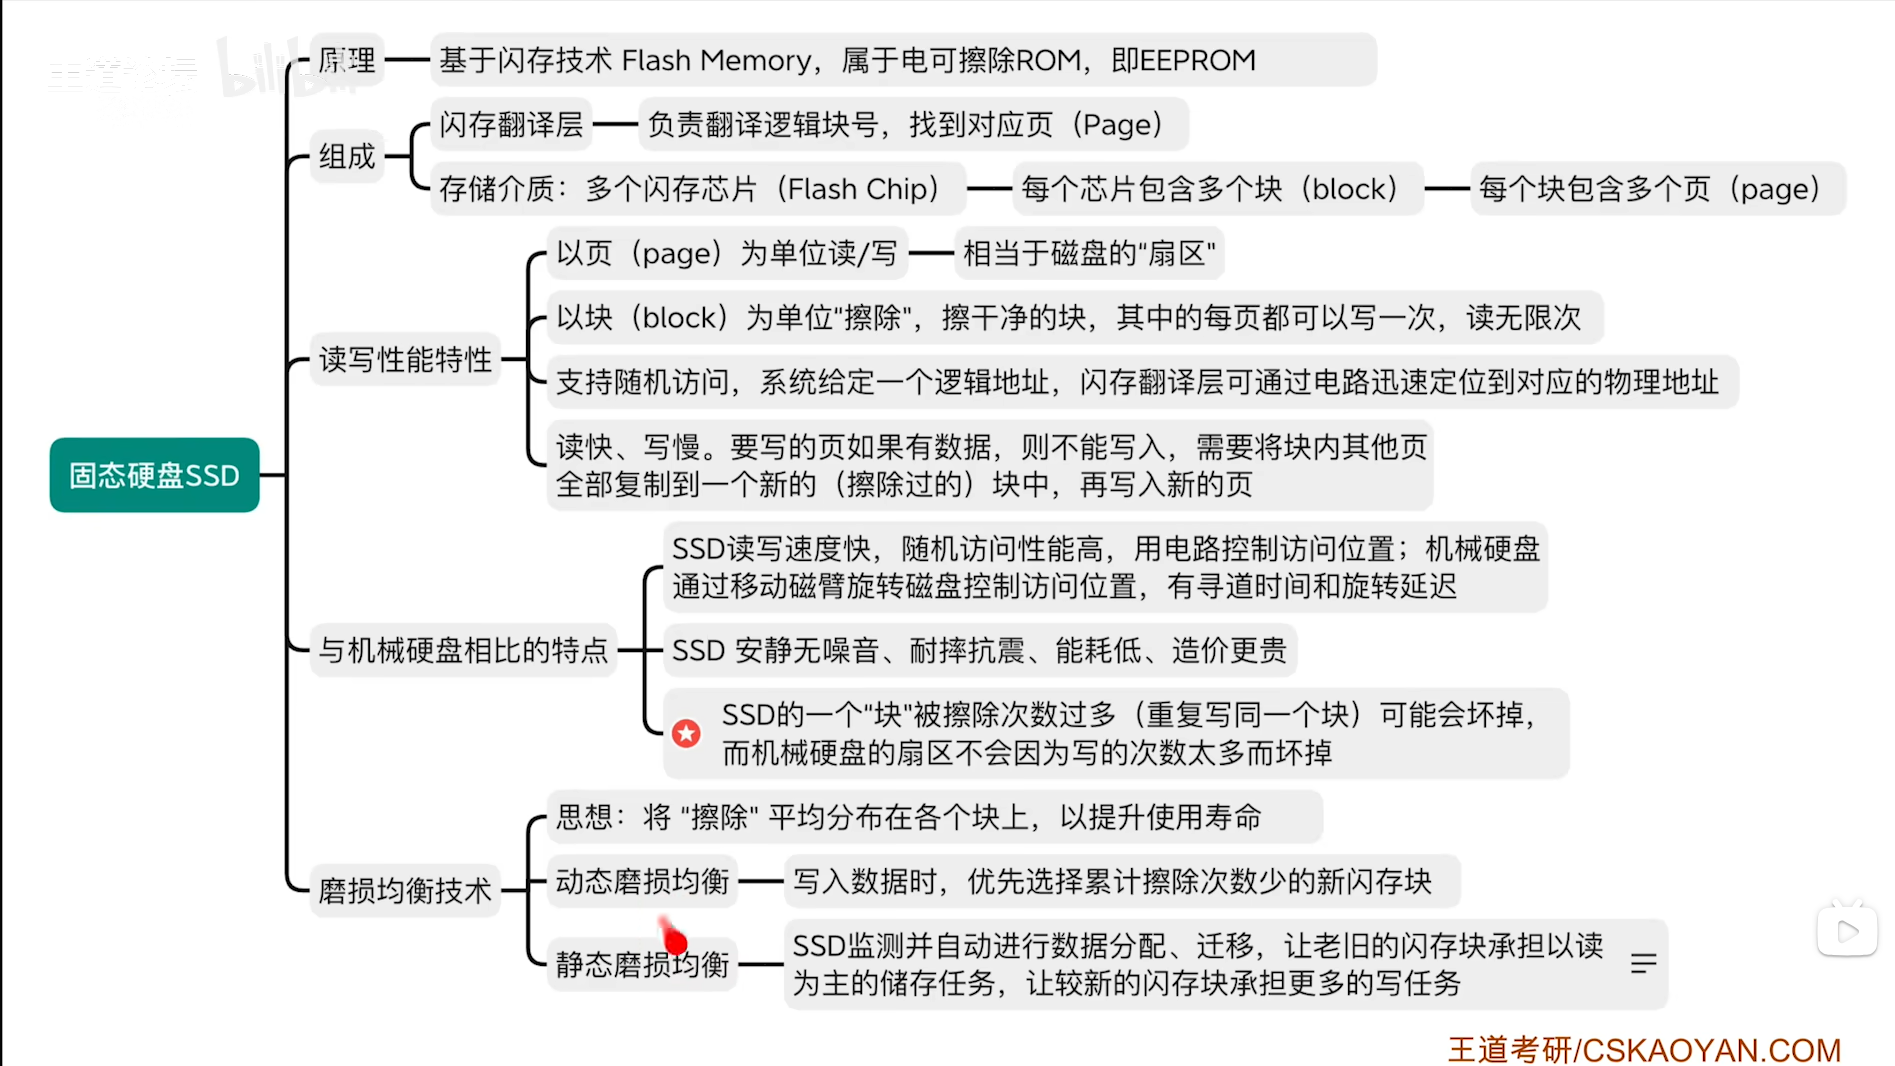 王道论坛 bilibili
原理
基于闪存技术 Flash Memory，属于电可擦除ROM，即EEPROM
组成
闪存翻译层
负责翻译逻辑块号，找到对应页（Page）
存储介质：多个闪存芯片（Flash Chip）
每个芯片包含多个块（block）
每个块包含多个页（page）
固态硬盘SSD
读写性能特性
以页（page）为单位读/写
相当于磁盘的“扇区"
以块（block）为单位“擦除"，擦干净的块，其中的每页都可以写一次，读无限次
支持随机访问，系统给定一个逻辑地址，闪存翻译层可通过电路迅速定位到对应的物理地址
读快、写慢。要写的页如果有数据，则不能写入，需要将块内其他页
全部复制到一个新的（擦除过的）块中，再写入新的页
与机械硬盘相比的特点
SSD读写速度快，随机访问性能高，用电路控制访问位置；机械硬盘
通过移动磁臂旋转磁盘控制访问位置，有寻道时间和旋转延迟
SSD 安静无噪音、耐摔抗震、能耗低、造价更贵
SSD的一个“块"被擦除次数过多（重复写同一个块）可能会坏掉，
而机械硬盘的扇区不会因为写的次数太多而坏掉
磨损均衡技术
思想：将 “擦除" 平均分布在各个块上，以提升使用寿命
动态磨损均衡
写入数据时，优先选择累计擦除次数少的新闪存块
静态磨损均衡
SSD监测并自动进行数据分配、迁移，让老旧的闪存块承担以读
为主的储存任务，让较新的闪存块承担更多的写任务
王道考研/CSKAOYAN.COM